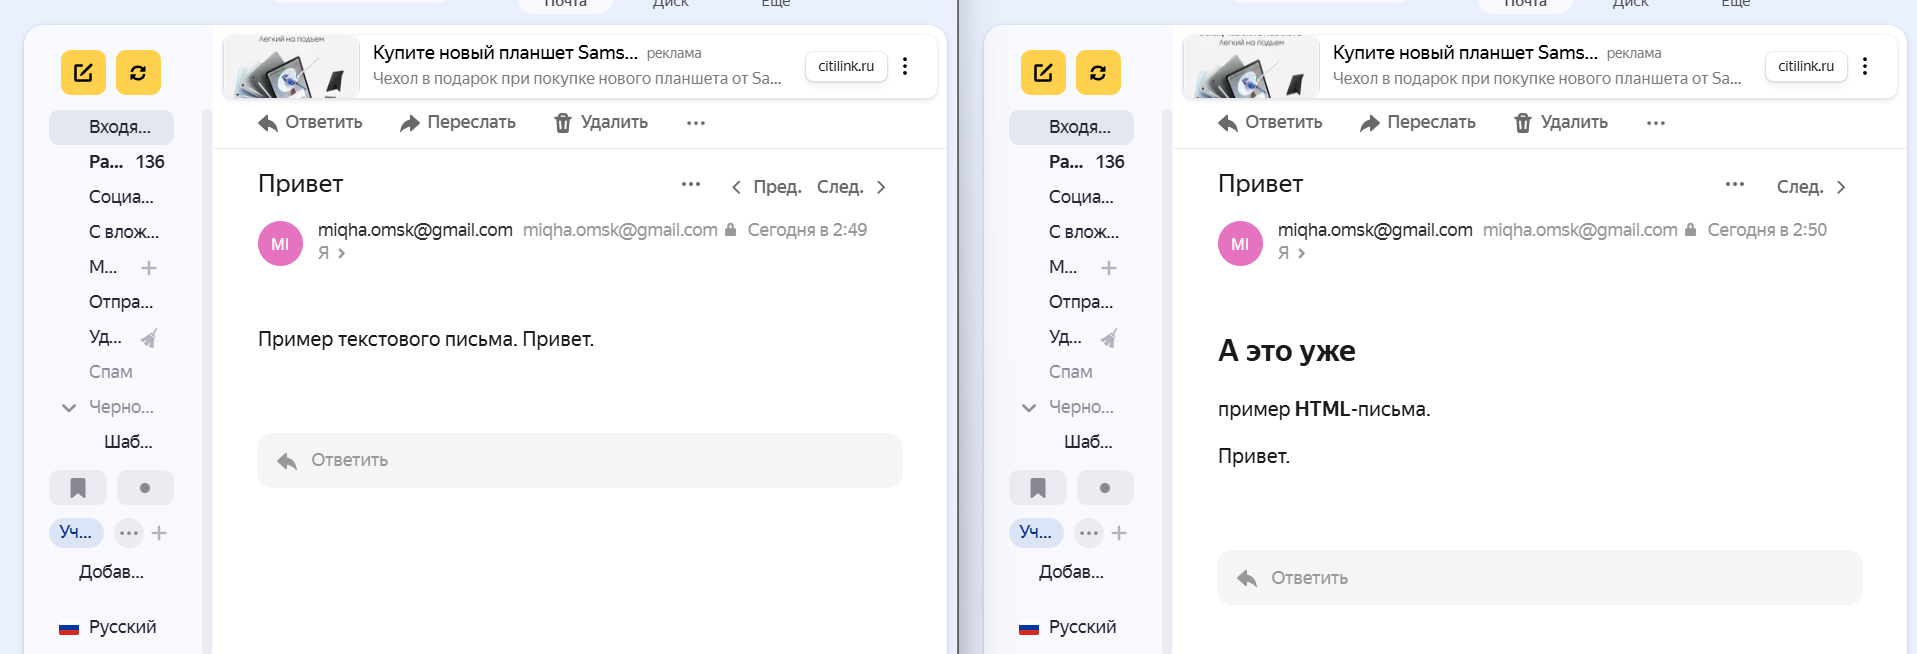 Почта
Диск
Ещё
Легкий на подъем
Купите новый планшет Sams... реклама
Чехол в подарок при покупке нового планшета от Sa...
citilink.ru
Ответить
Переслать
Удалить
Входя...
Ра... 136
Социа...
С влож...
М...
Отпра...
Уд...
Спам
Черно...
Шаб...
Уч...
Добав...
Русский
Привет
Пред. След.
MI
miqha.omsk@gmail.com miqha.omsk@gmail.com Сегодня в 2:49
Я
Пример текстового письма. Привет.
Ответить
Почта
Диск
Ещё
Легкий на подъем
Купите новый планшет Sams... реклама
Чехол в подарок при покупке нового планшета от Sa...
citilink.ru
Ответить
Переслать
Удалить
Входя...
Ра... 136
Социа...
С влож...
М...
Отпра...
Уд...
Спам
Черно...
Шаб...
Уч...
Добав...
Русский
Привет
След.
MI
miqha.omsk@gmail.com miqha.omsk@gmail.com Сегодня в 2:50
Я
А это уже
пример HTML-письма.
Привет.
Ответить